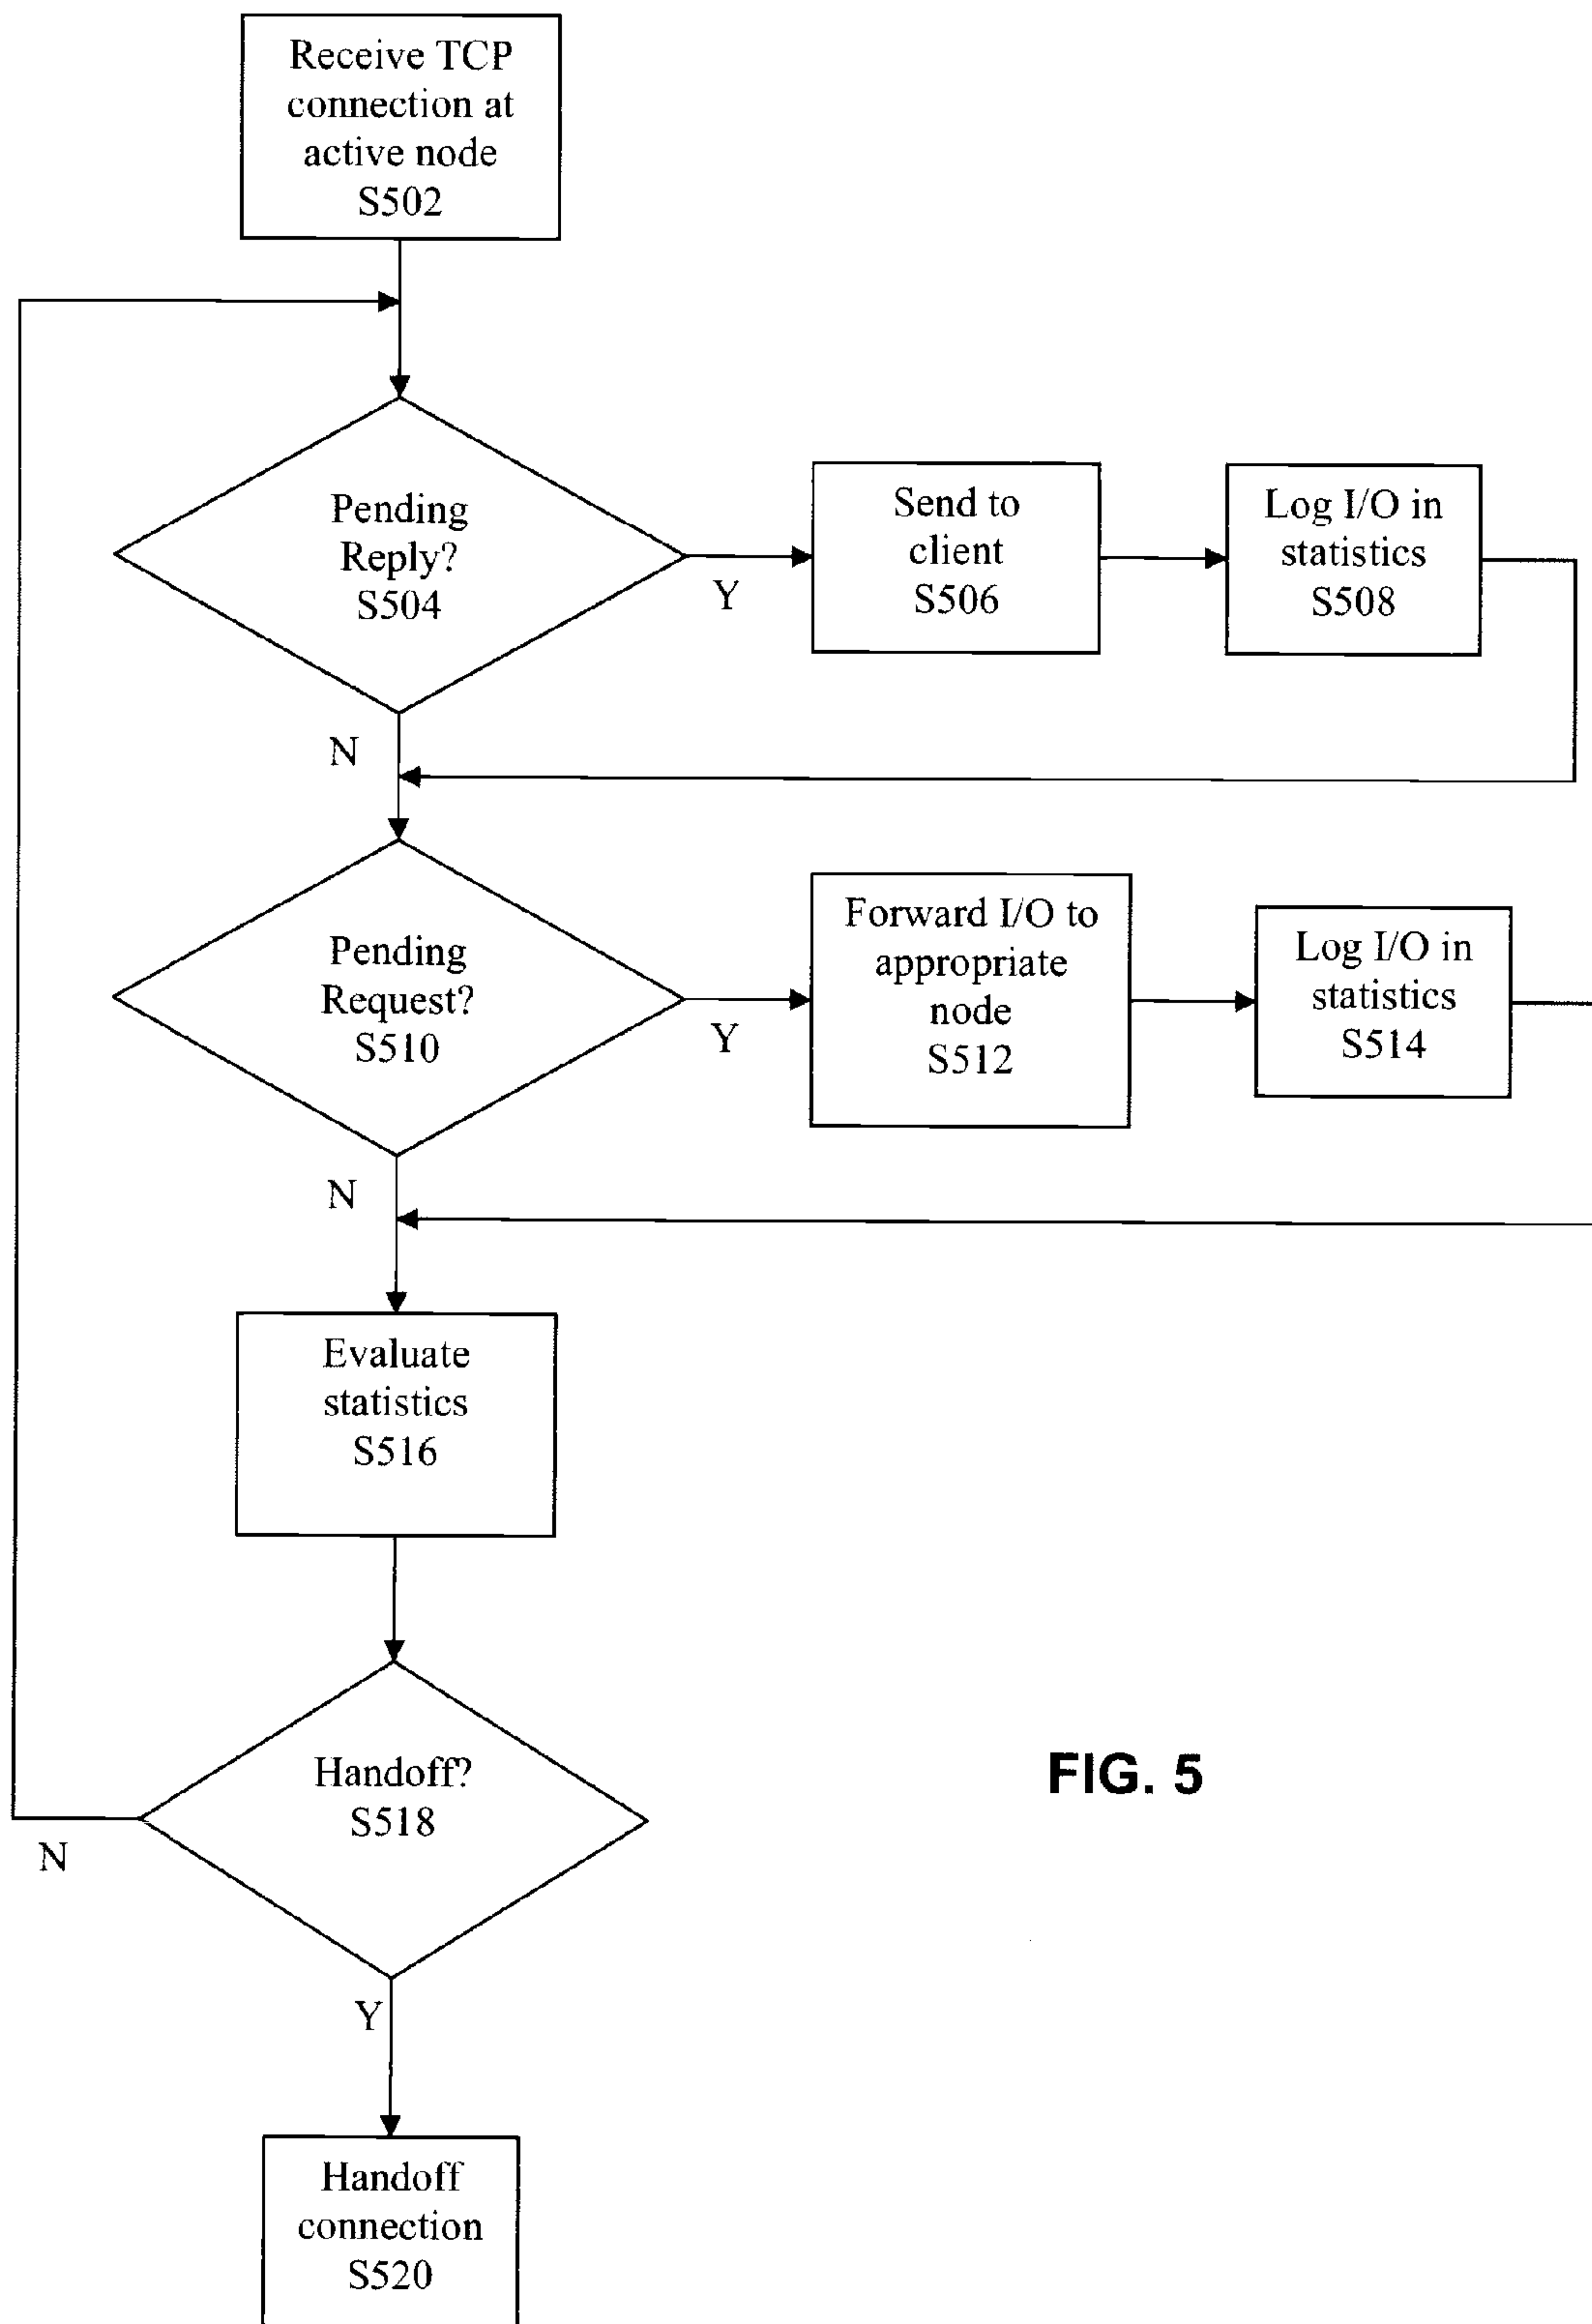 Receive TCP
connection at
active node
S502
Pending
Reply?
S504
Y
Send to
client
S506
Log I/O in
statistics
S508
N
Pending
Request?
S510
Y
Forward I/O to
appropriate
node
S512
Log I/O in
statistics
S514
N
Evaluate
statistics
S516
Handoff?
S518
N
Y
Handoff
connection
S520
FIG. 5